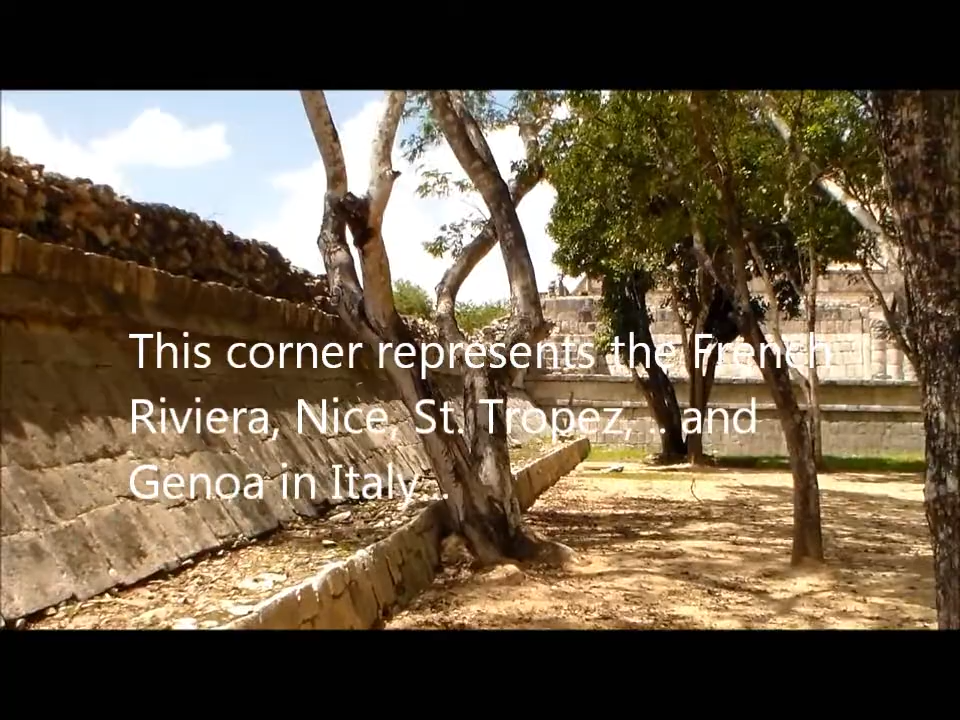 This corner represents the French
Riviera, Nice, St. Tropez, .. and
Genoa in Italy...